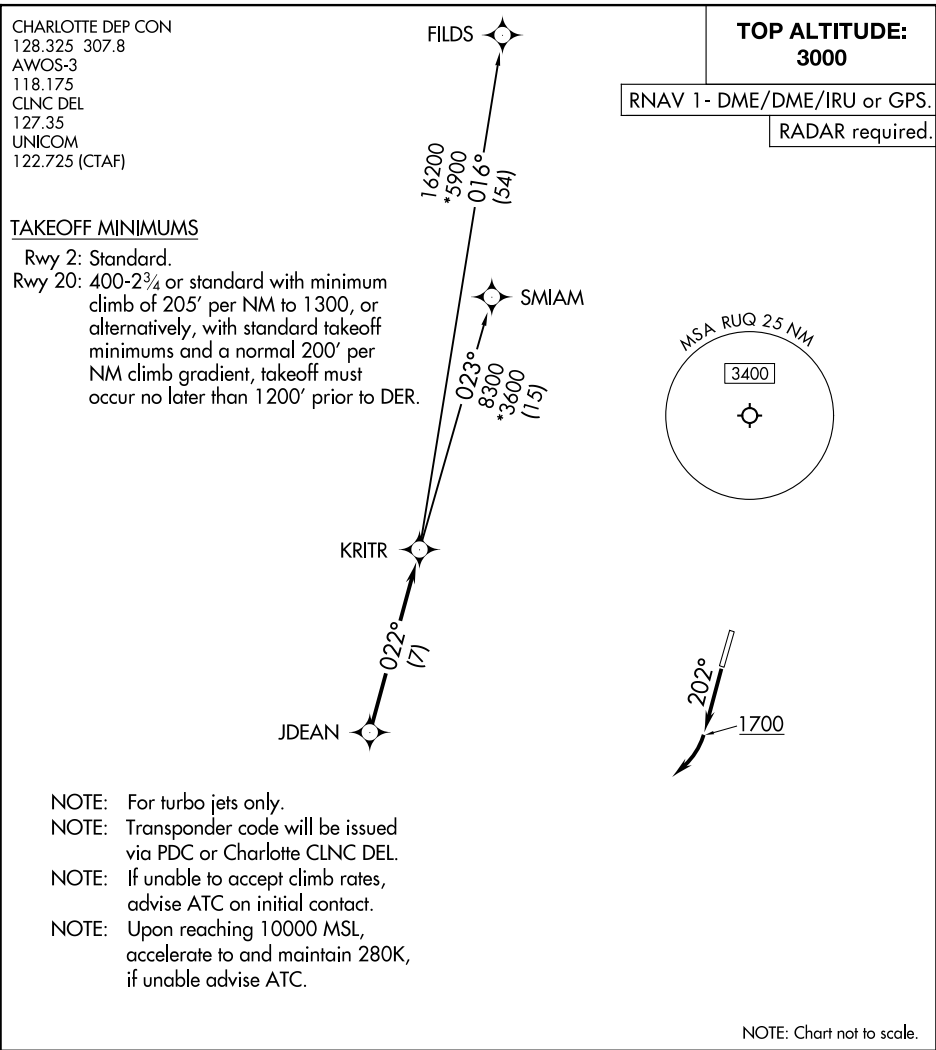 CHARLOTTE DEP CON
128.325 307.8
AWOS-3
118.175
CLNC DEL
127.35
UNICOM
122.725 (CTAF)
TOP ALTITUDE:
3000
RNAV 1- DME/DME/IRU or GPS.
RADAR required.
TAKEOFF MINIMUMS
Rwy 2: Standard.
Rwy 20: 400-2¾ or standard with minimum
climb of 205' per NM to 1300, or
alternatively, with standard takeoff
minimums and a normal 200' per
NM climb gradient, takeoff must
occur no later than 1200' prior to DER.
FILDS
16200
*5900
016°
(54)
SMIAM
023°
8300
*3600
(15)
MSA RUQ 25 NM
3400
KRITR
022°
(7)
JDEAN
202°
1700
NOTE: For turbo jets only.
NOTE: Transponder code will be issued
via PDC or Charlotte CLNC DEL.
NOTE: If unable to accept climb rates,
advise ATC on initial contact.
NOTE: Upon reaching 10000 MSL,
accelerate to and maintain 280K,
if unable advise ATC.
NOTE: Chart not to scale.